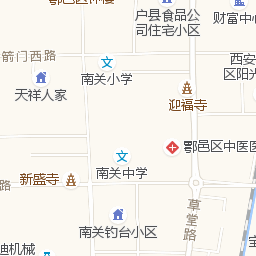 户县食品公
司住宅小区
财富中心
箭门西路
西安
区阳光
南关小学
天祥人家
迎福寺
鄠邑区中医医
南关中学
路
新盛寺
草堂路
南关钓台小区
迪机械